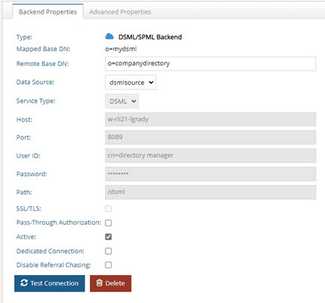 Backend Properties Advanced Properties
Type: DSML/SPML Backend
Mapped Base DN: o=mydsml
Remote Base DN: o=companydirectory
Data Source: dsmlsource
Service Type: DSML
Host:
Port: 8089
User ID: cn=directory manager
Password: ••••••••
Path: /dsml
SSL/TLS:
Pass-Through Authorization:
Active:
Dedicated Connection:
Disable Referral Chasing:
Test Connection Delete